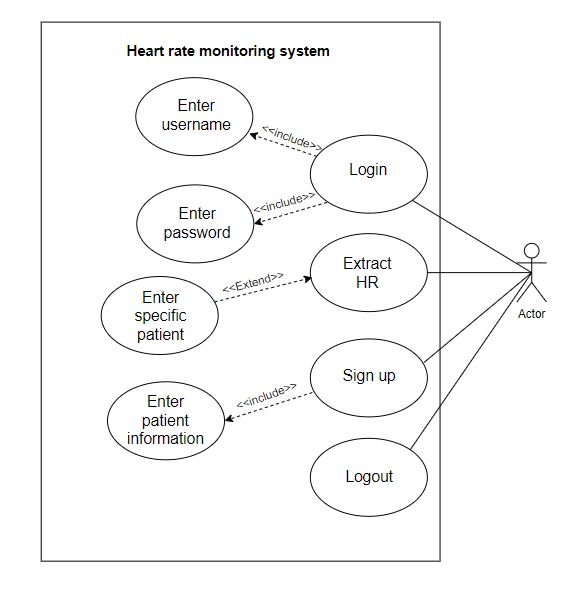 Heart rate monitoring system
Enter
username
<<include>>
Login
<<include>>
Enter
password
Extract
HR
<<Extend>>
Enter
specific
patient
Actor
Sign up
<<include>>
Enter
patient
information
Logout